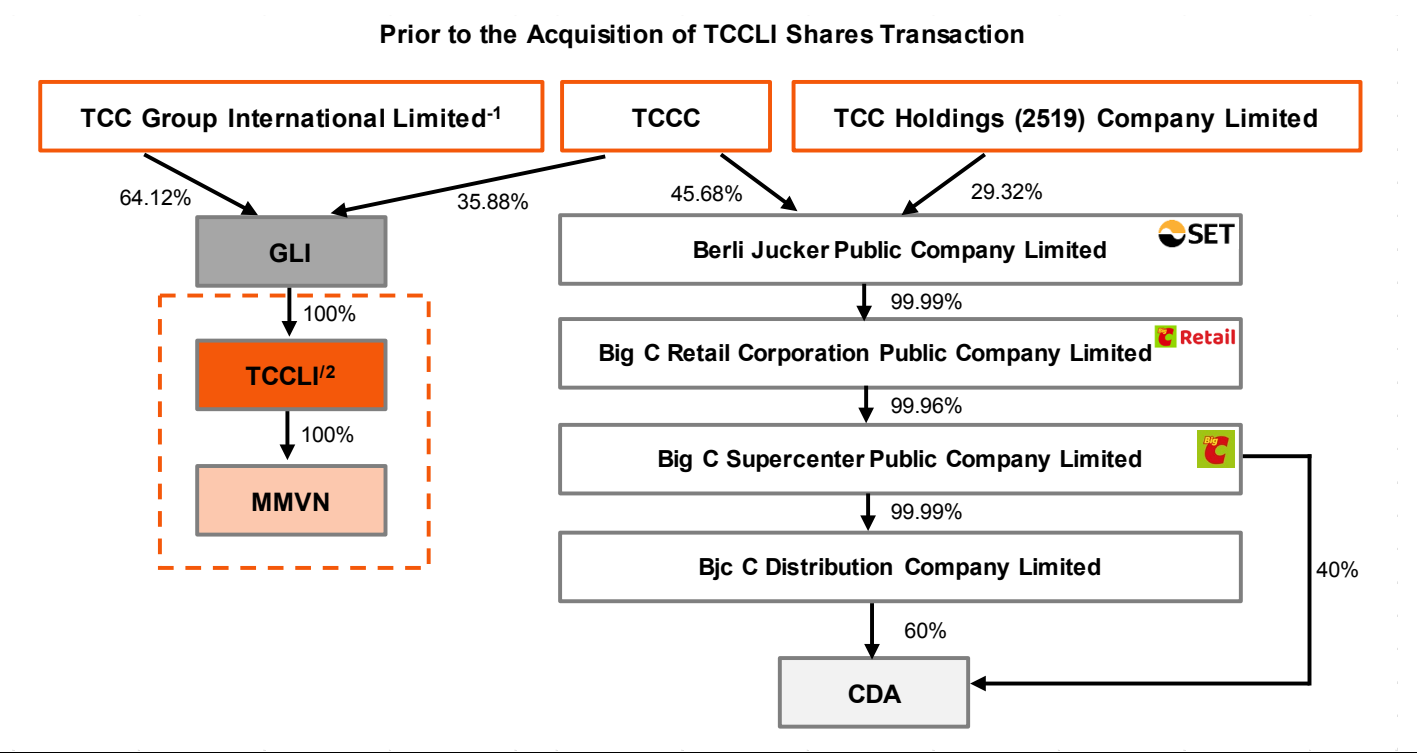 Prior to the Acquisition of TCCLI Shares Transaction
TCC Group International Limited-1
TCCC
TCC Holdings (2519) Company Limited
64.12%
35.88%
45.68%
29.32%
GLI
Berli Jucker Public Company Limited
SET
100%
99.99%
TCCLI/2
Big C Retail Corporation Public Company Limited
Big C Retail
100%
99.96%
MMVN
Big C Supercenter Public Company Limited
Big C
99.99%
Bjc C Distribution Company Limited
40%
60%
CDA